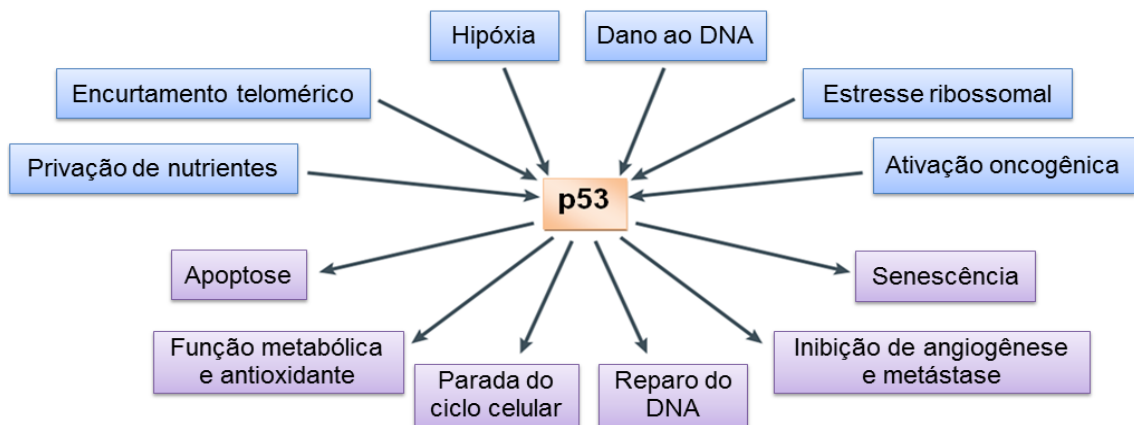 Hipóxia
Dano ao DNA
Encurtamento telomérico
Estresse ribossomal
Privação de nutrientes
Ativação oncogênica
p53
Apoptose
Senescência
Função metabólica
e antioxidante
Parada do
ciclo celular
Reparo do
DNA
Inibição de angiogênese
e metástase